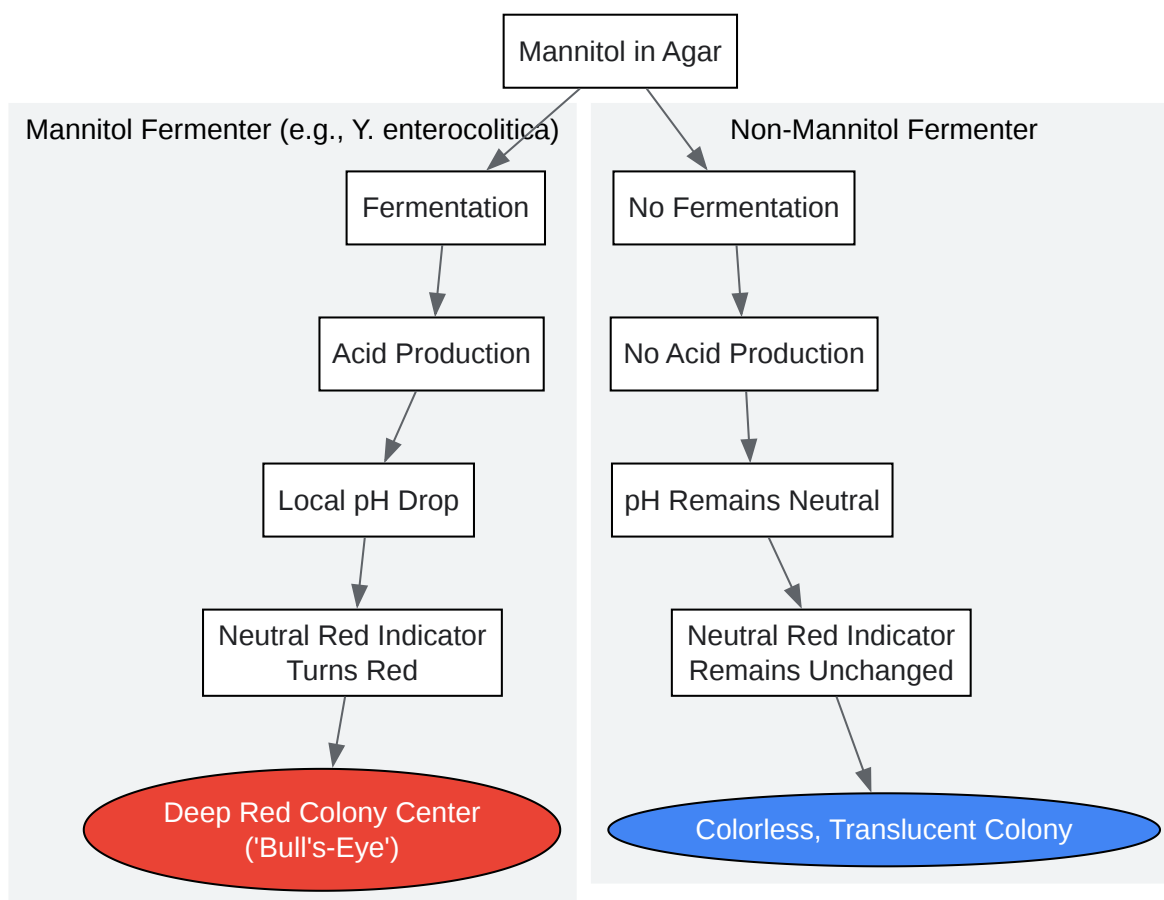 Mannitol in Agar
Mannitol Fermenter (e.g., Y. enterocolitica)
Fermentation
Acid Production
Local pH Drop
Neutral Red Indicator
Turns Red
Deep Red Colony Center
('Bull's-Eye')
Non-Mannitol Fermenter
No Fermentation
No Acid Production
pH Remains Neutral
Neutral Red Indicator
Remains Unchanged
Colorless, Translucent Colony